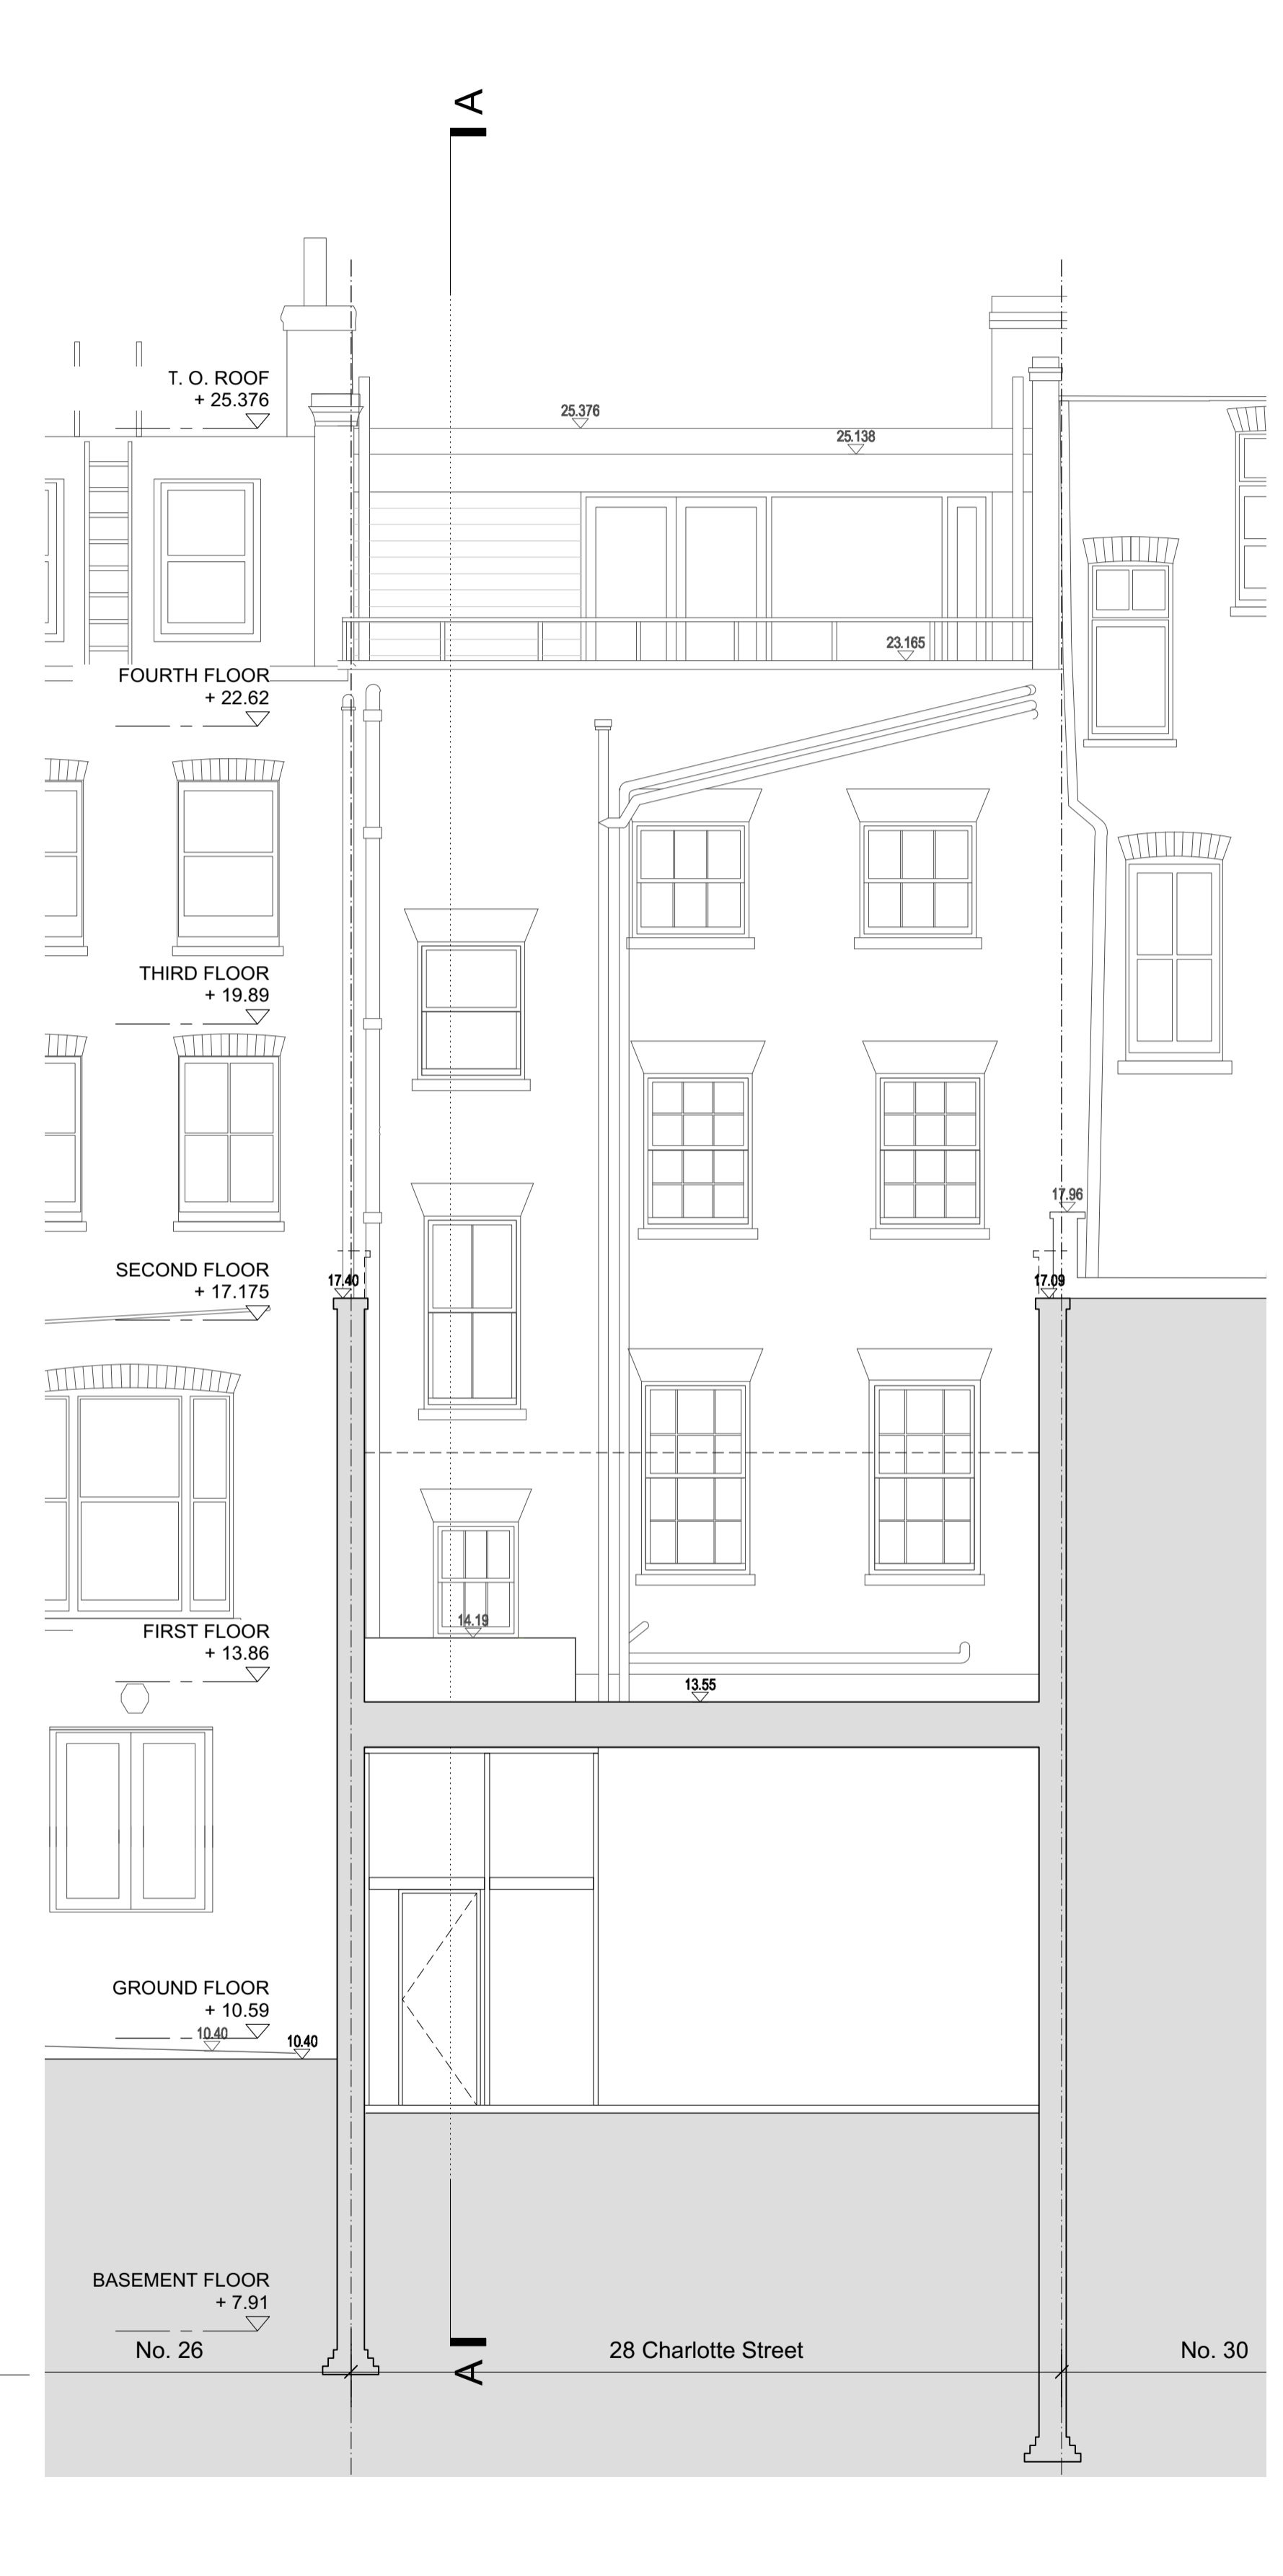 A
T. O. ROOF
+ 25.376
25.376
25.138
23.165
FOURTH FLOOR
+ 22.62
THIRD FLOOR
+ 19.89
17.96
SECOND FLOOR
+ 17.175
17.40
17.09
14.19
FIRST FLOOR
+ 13.86
13.55
GROUND FLOOR
+ 10.59
10.40
10.40
BASEMENT FLOOR
+ 7.91
No. 26
28 Charlotte Street
No. 30
A